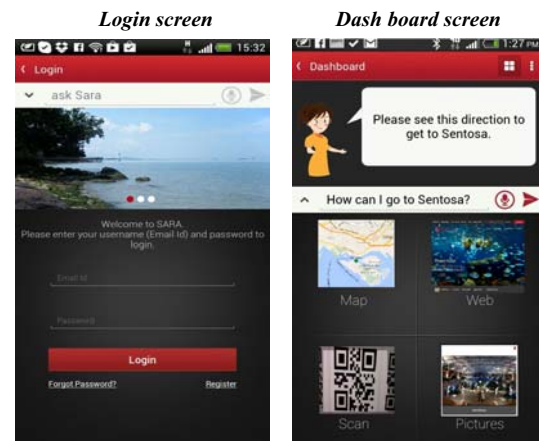 Login screen
15:32
Login
ask Sara
Welcome to SARA.
Please enter your username (Email Id) and password to
login.
Email Id
Password
Login
Forgot Password?
Register
Dash board screen
1:27 PM
Dashboard
Please see this direction to
get to Sentosa.
How can I go to Sentosa?
Map
Web
Scan
Pictures